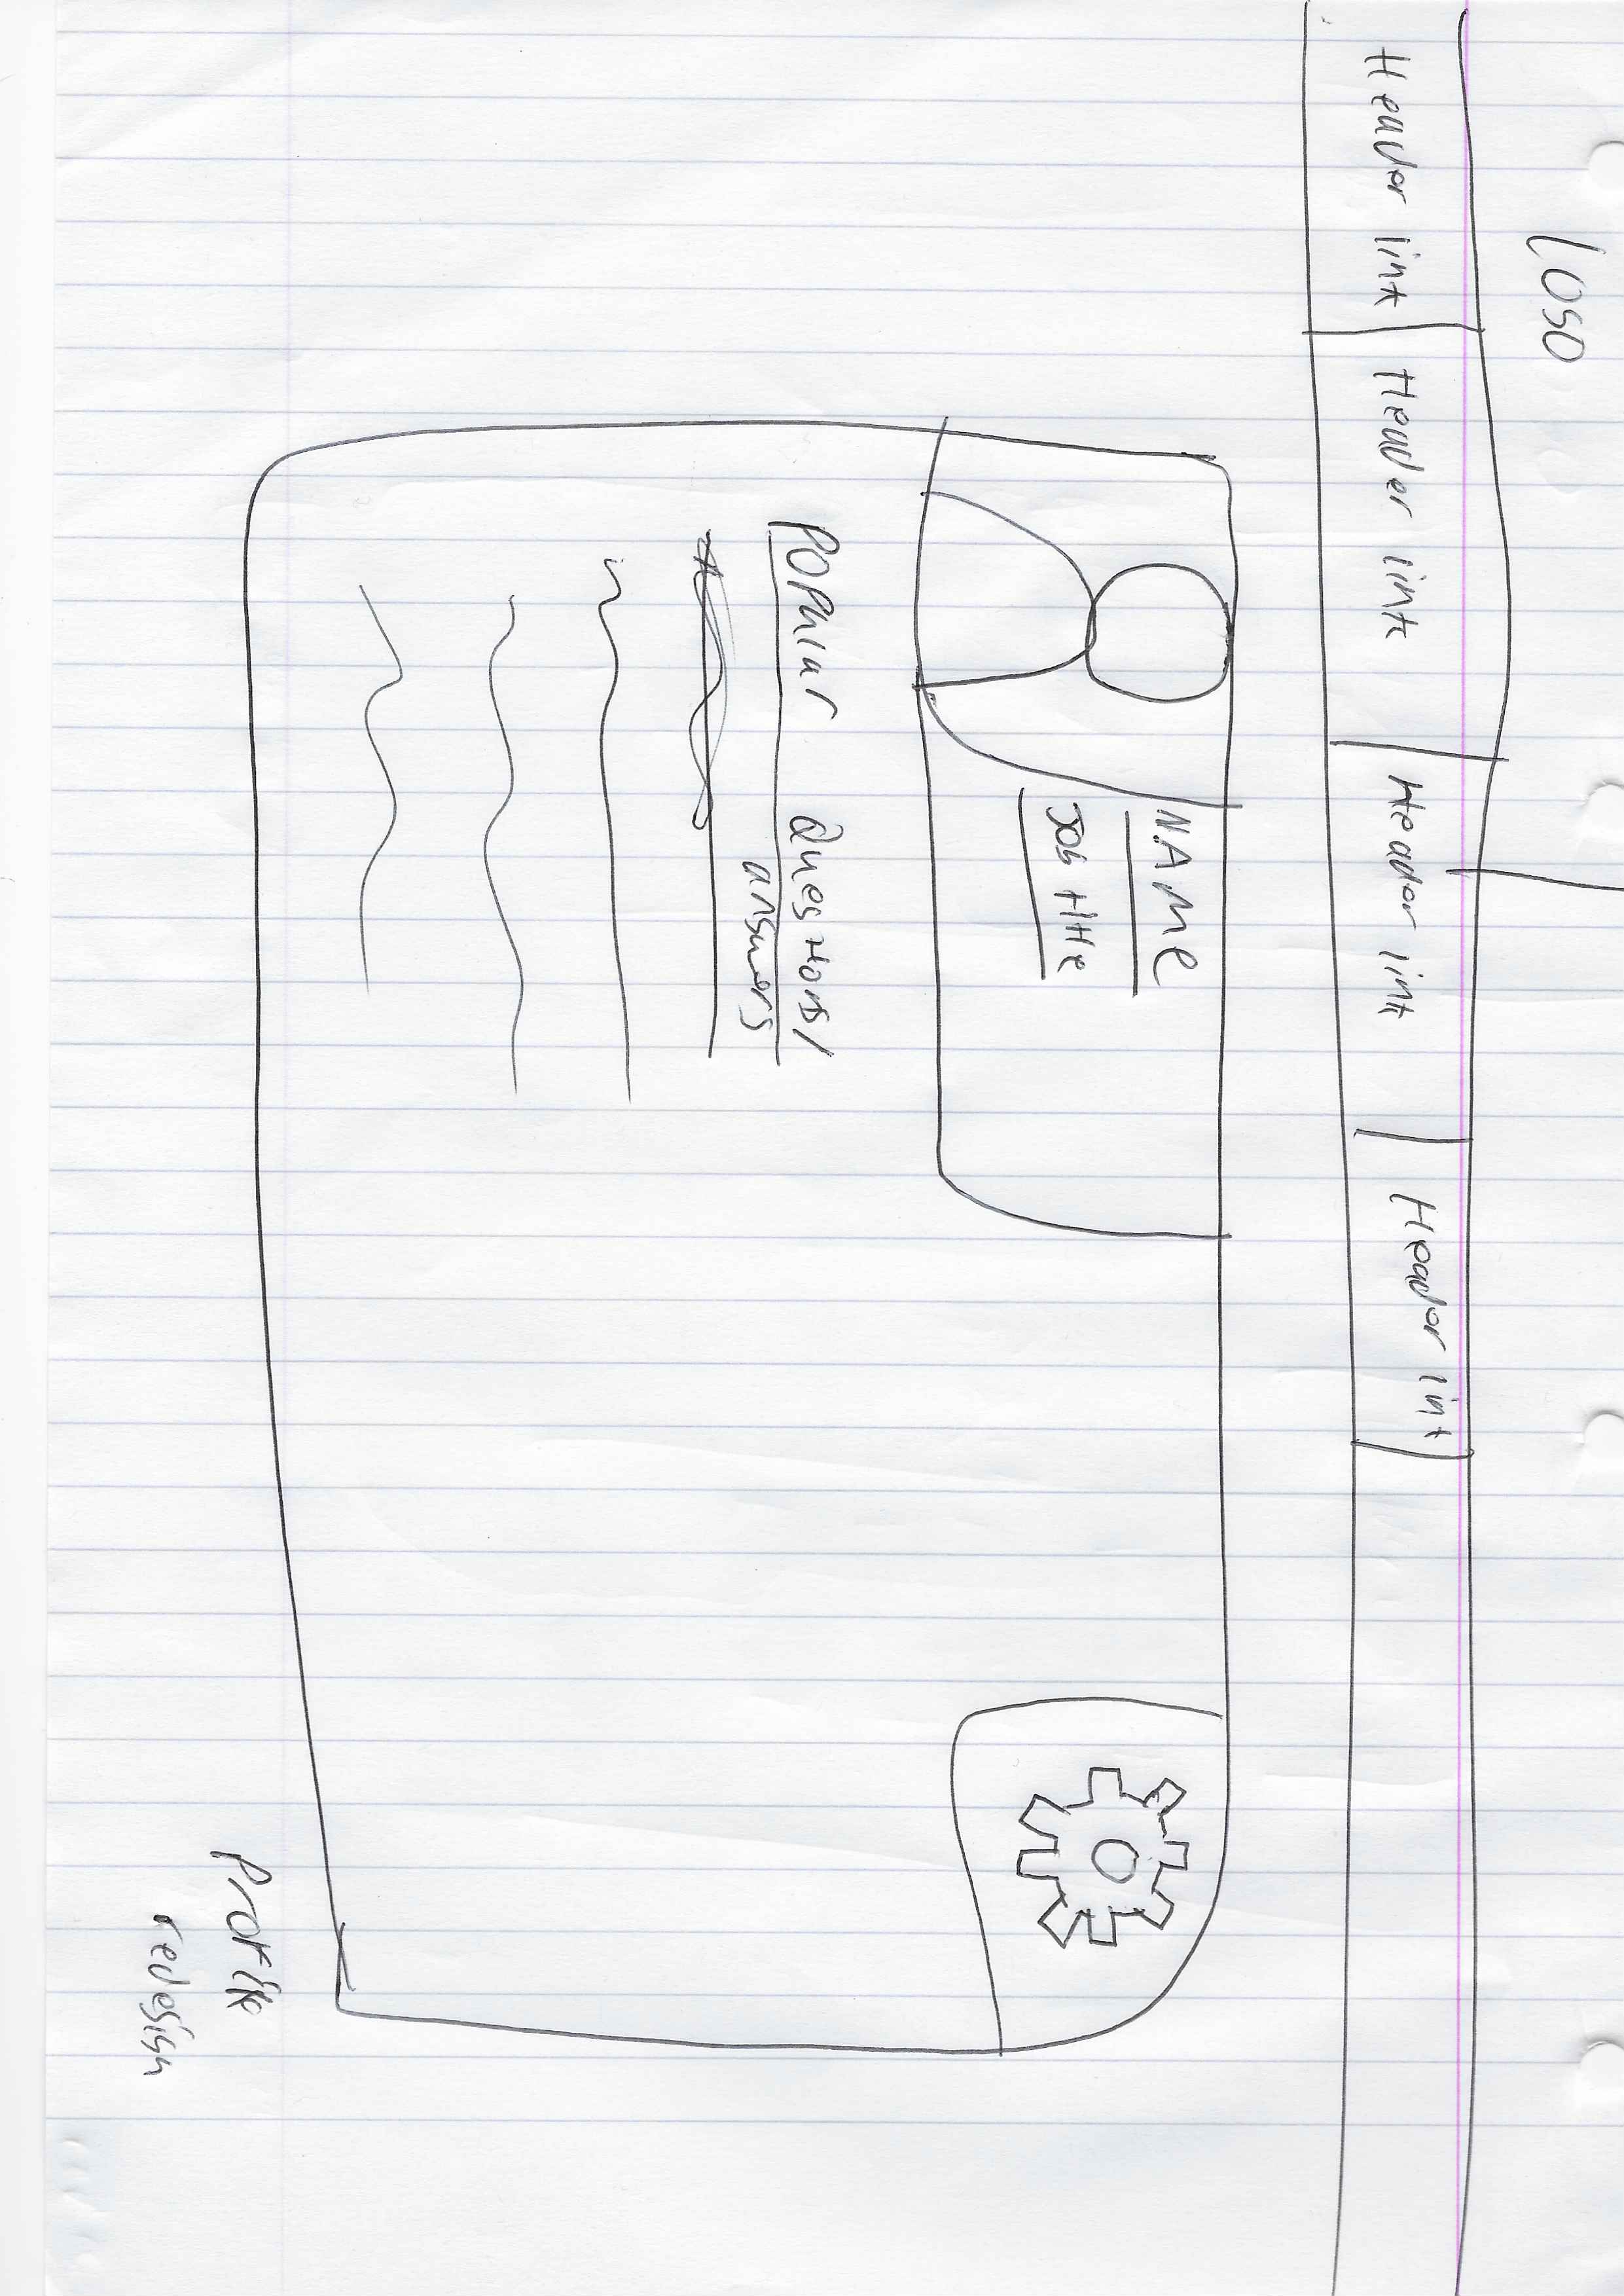 Logo
Header link Header link Header link Header link
NAMe
JOB title
Popular Questions/
answers
Profile
redesign